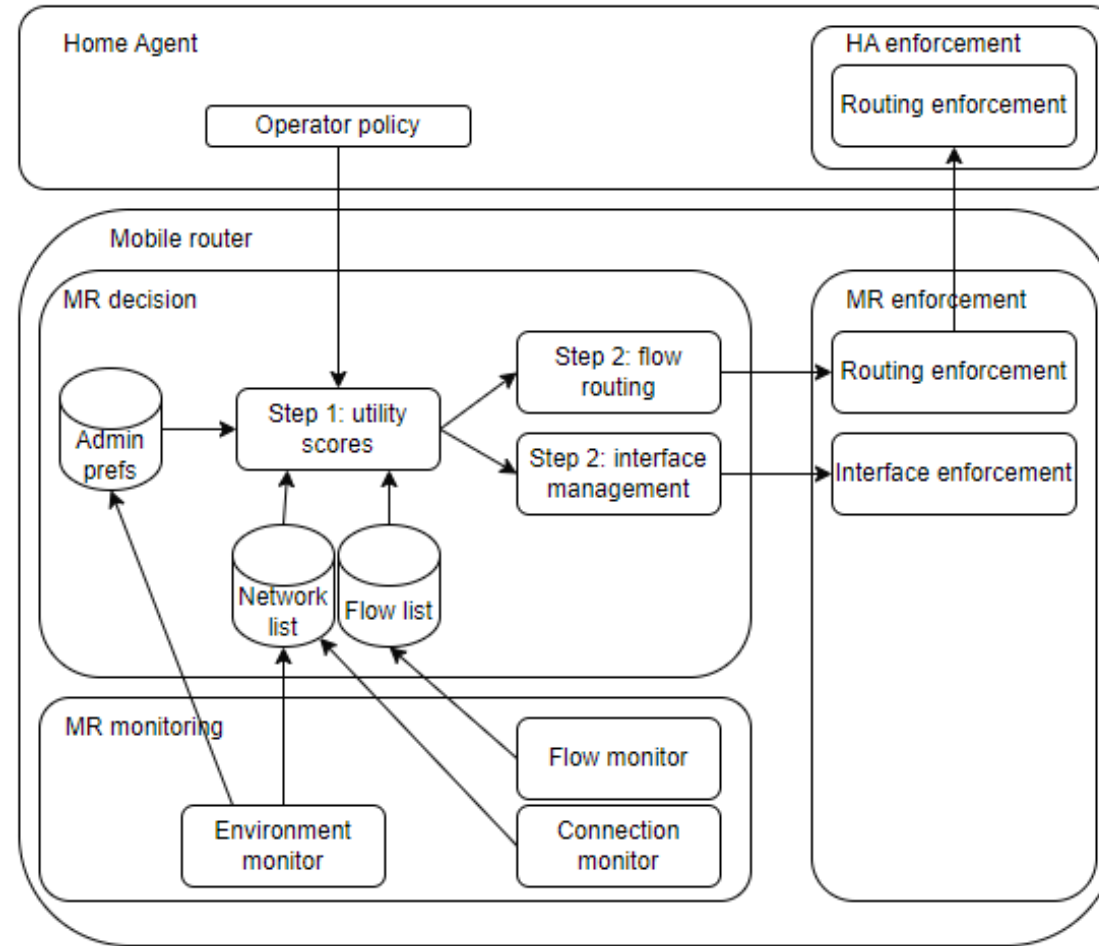 Home Agent
HA enforcement
Routing enforcement
Operator policy
Mobile router
MR decision
MR enforcement
Step 2: flow
routing
Routing enforcement
Step 1: utility
scores
Admin
prefs
Step 2: interface
management
Interface enforcement
Network
list
Flow list
MR monitoring
Flow monitor
Environment
monitor
Connection
monitor